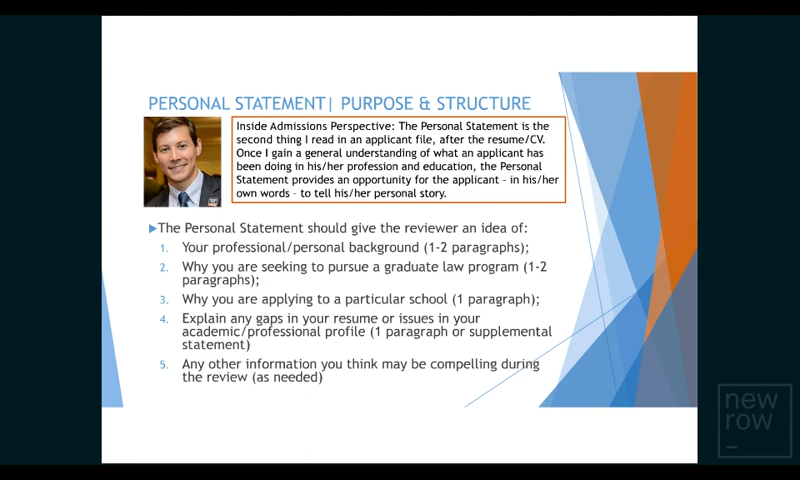 PERSONAL STATEMENT| PURPOSE & STRUCTURE
Inside Admissions Perspective: The Personal Statement is the
second thing I read in an applicant file, after the resume/CV.
Once I gain a general understanding of what an applicant has
been doing in his/her profession and education, the Personal
Statement provides an opportunity for the applicant – in his/her
own words – to tell his/her personal story.
The Personal Statement should give the reviewer an idea of:
1. Your professional/personal background (1-2 paragraphs);
2. Why you are seeking to pursue a graduate law program (1-2
paragraphs);
3. Why you are applying to a particular school (1 paragraph);
4. Explain any gaps in your resume or issues in your
academic/professional profile (1 paragraph or supplemental
statement)
5. Any other information you think may be compelling during
the review (as needed)
new
row